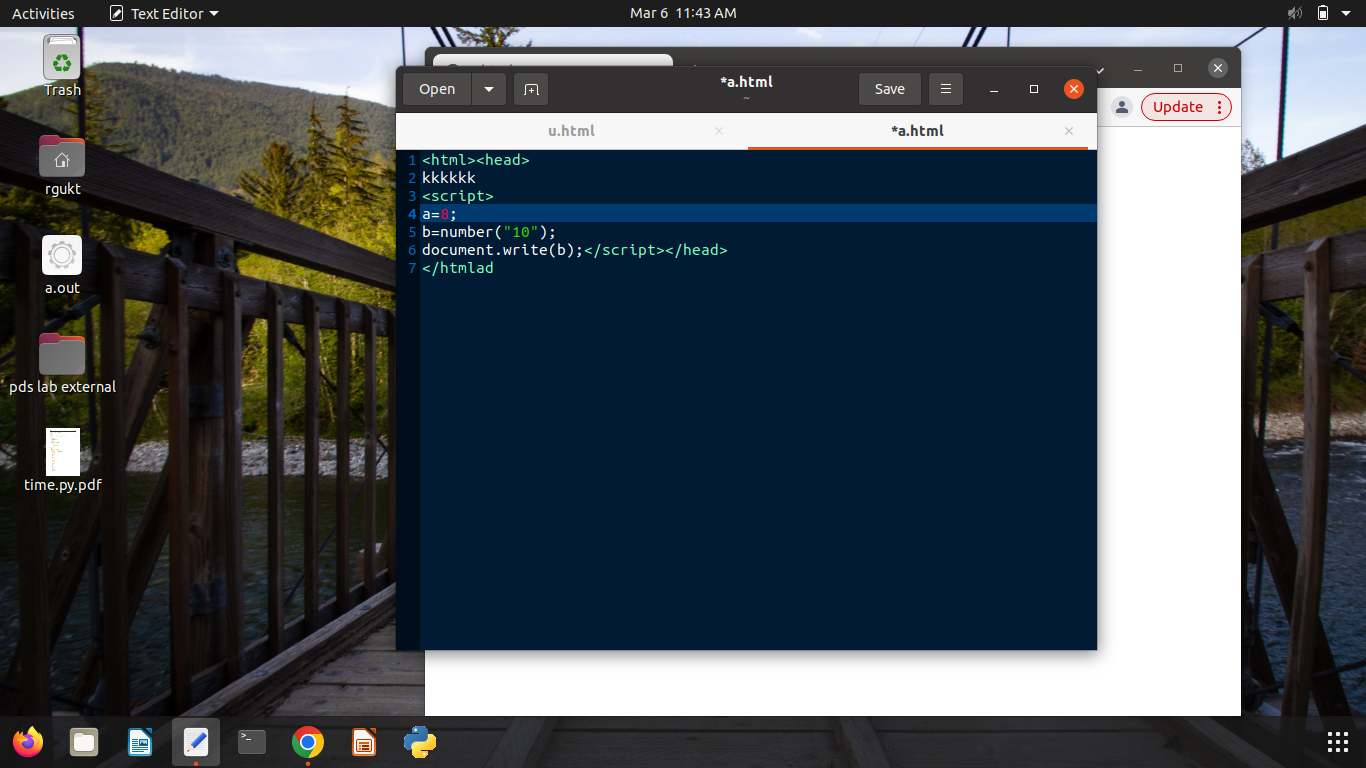 Activities Text Editor Mar 6 11:43 AM
Trash
rgukt
a.out
pds lab external
time.py.pdf
Update
Open *a.html Save
~
u.html *a.html
1 <html><head>
2 kkkkkk
3 <script>
4 a=8;
5 b=number("10");
6 document.write(b);</script></head>
7 </htmlad